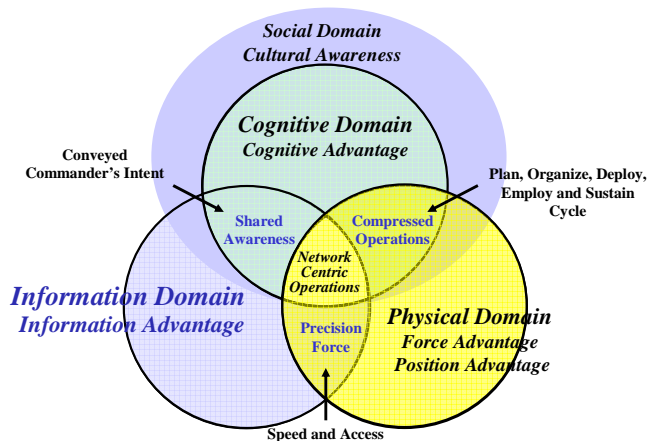 Social Domain
Cultural Awareness
Cognitive Domain
Cognitive Advantage
Conveyed
Commander's Intent
Plan, Organize, Deploy,
Employ and Sustain
Cycle
Shared
Awareness
Compressed
Operations
Network
Centric
Operations
Information Domain
Information Advantage
Precision
Force
Physical Domain
Force Advantage
Position Advantage
Speed and Access